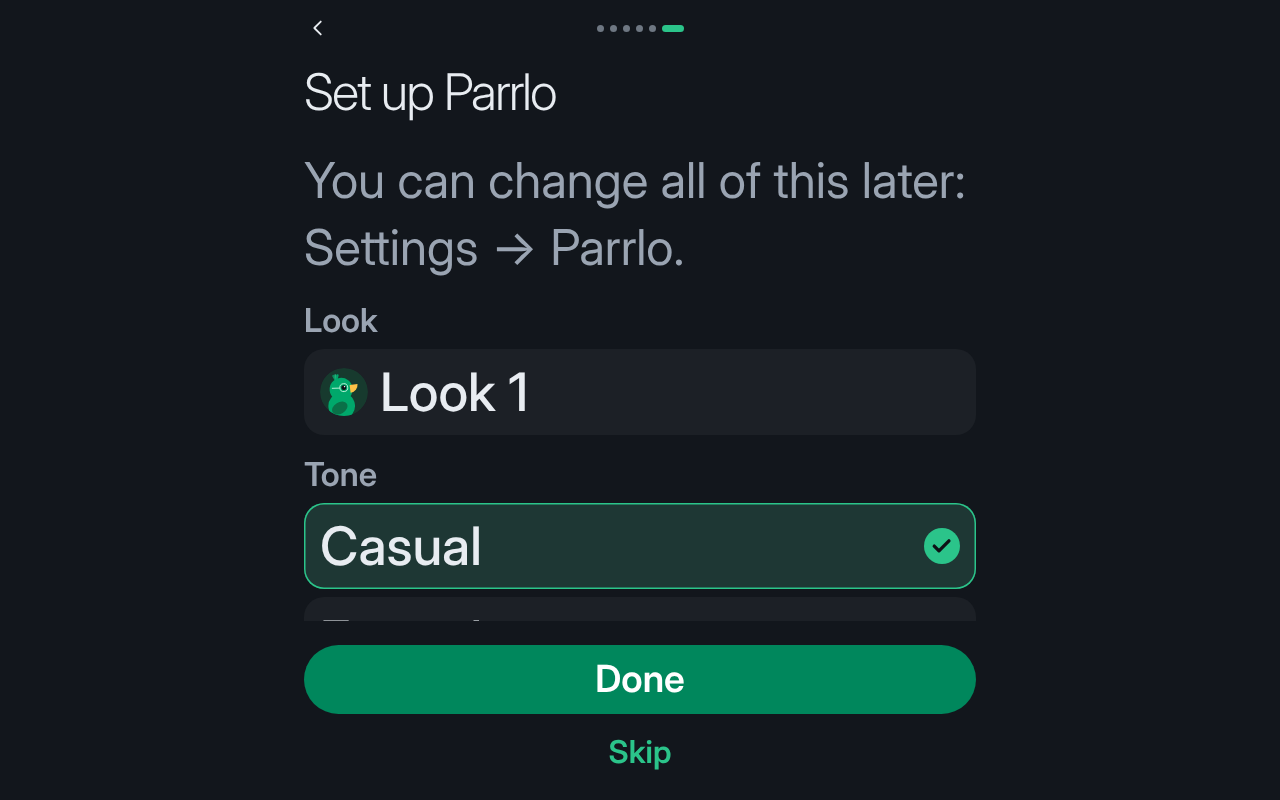 Set up Parrlo
You can change all of this later:
Settings → Parrlo.
Look
Look 1
Tone
Casual
Done
Skip